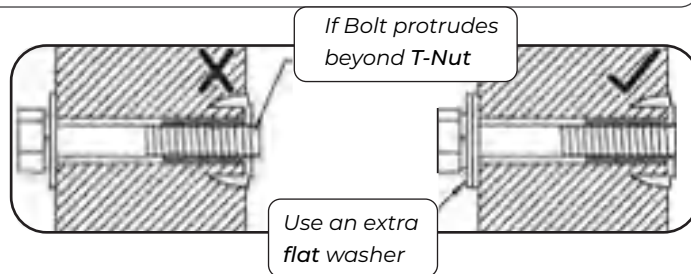 If Bolt protrudes
beyond T-Nut
Use an extra
flat washer